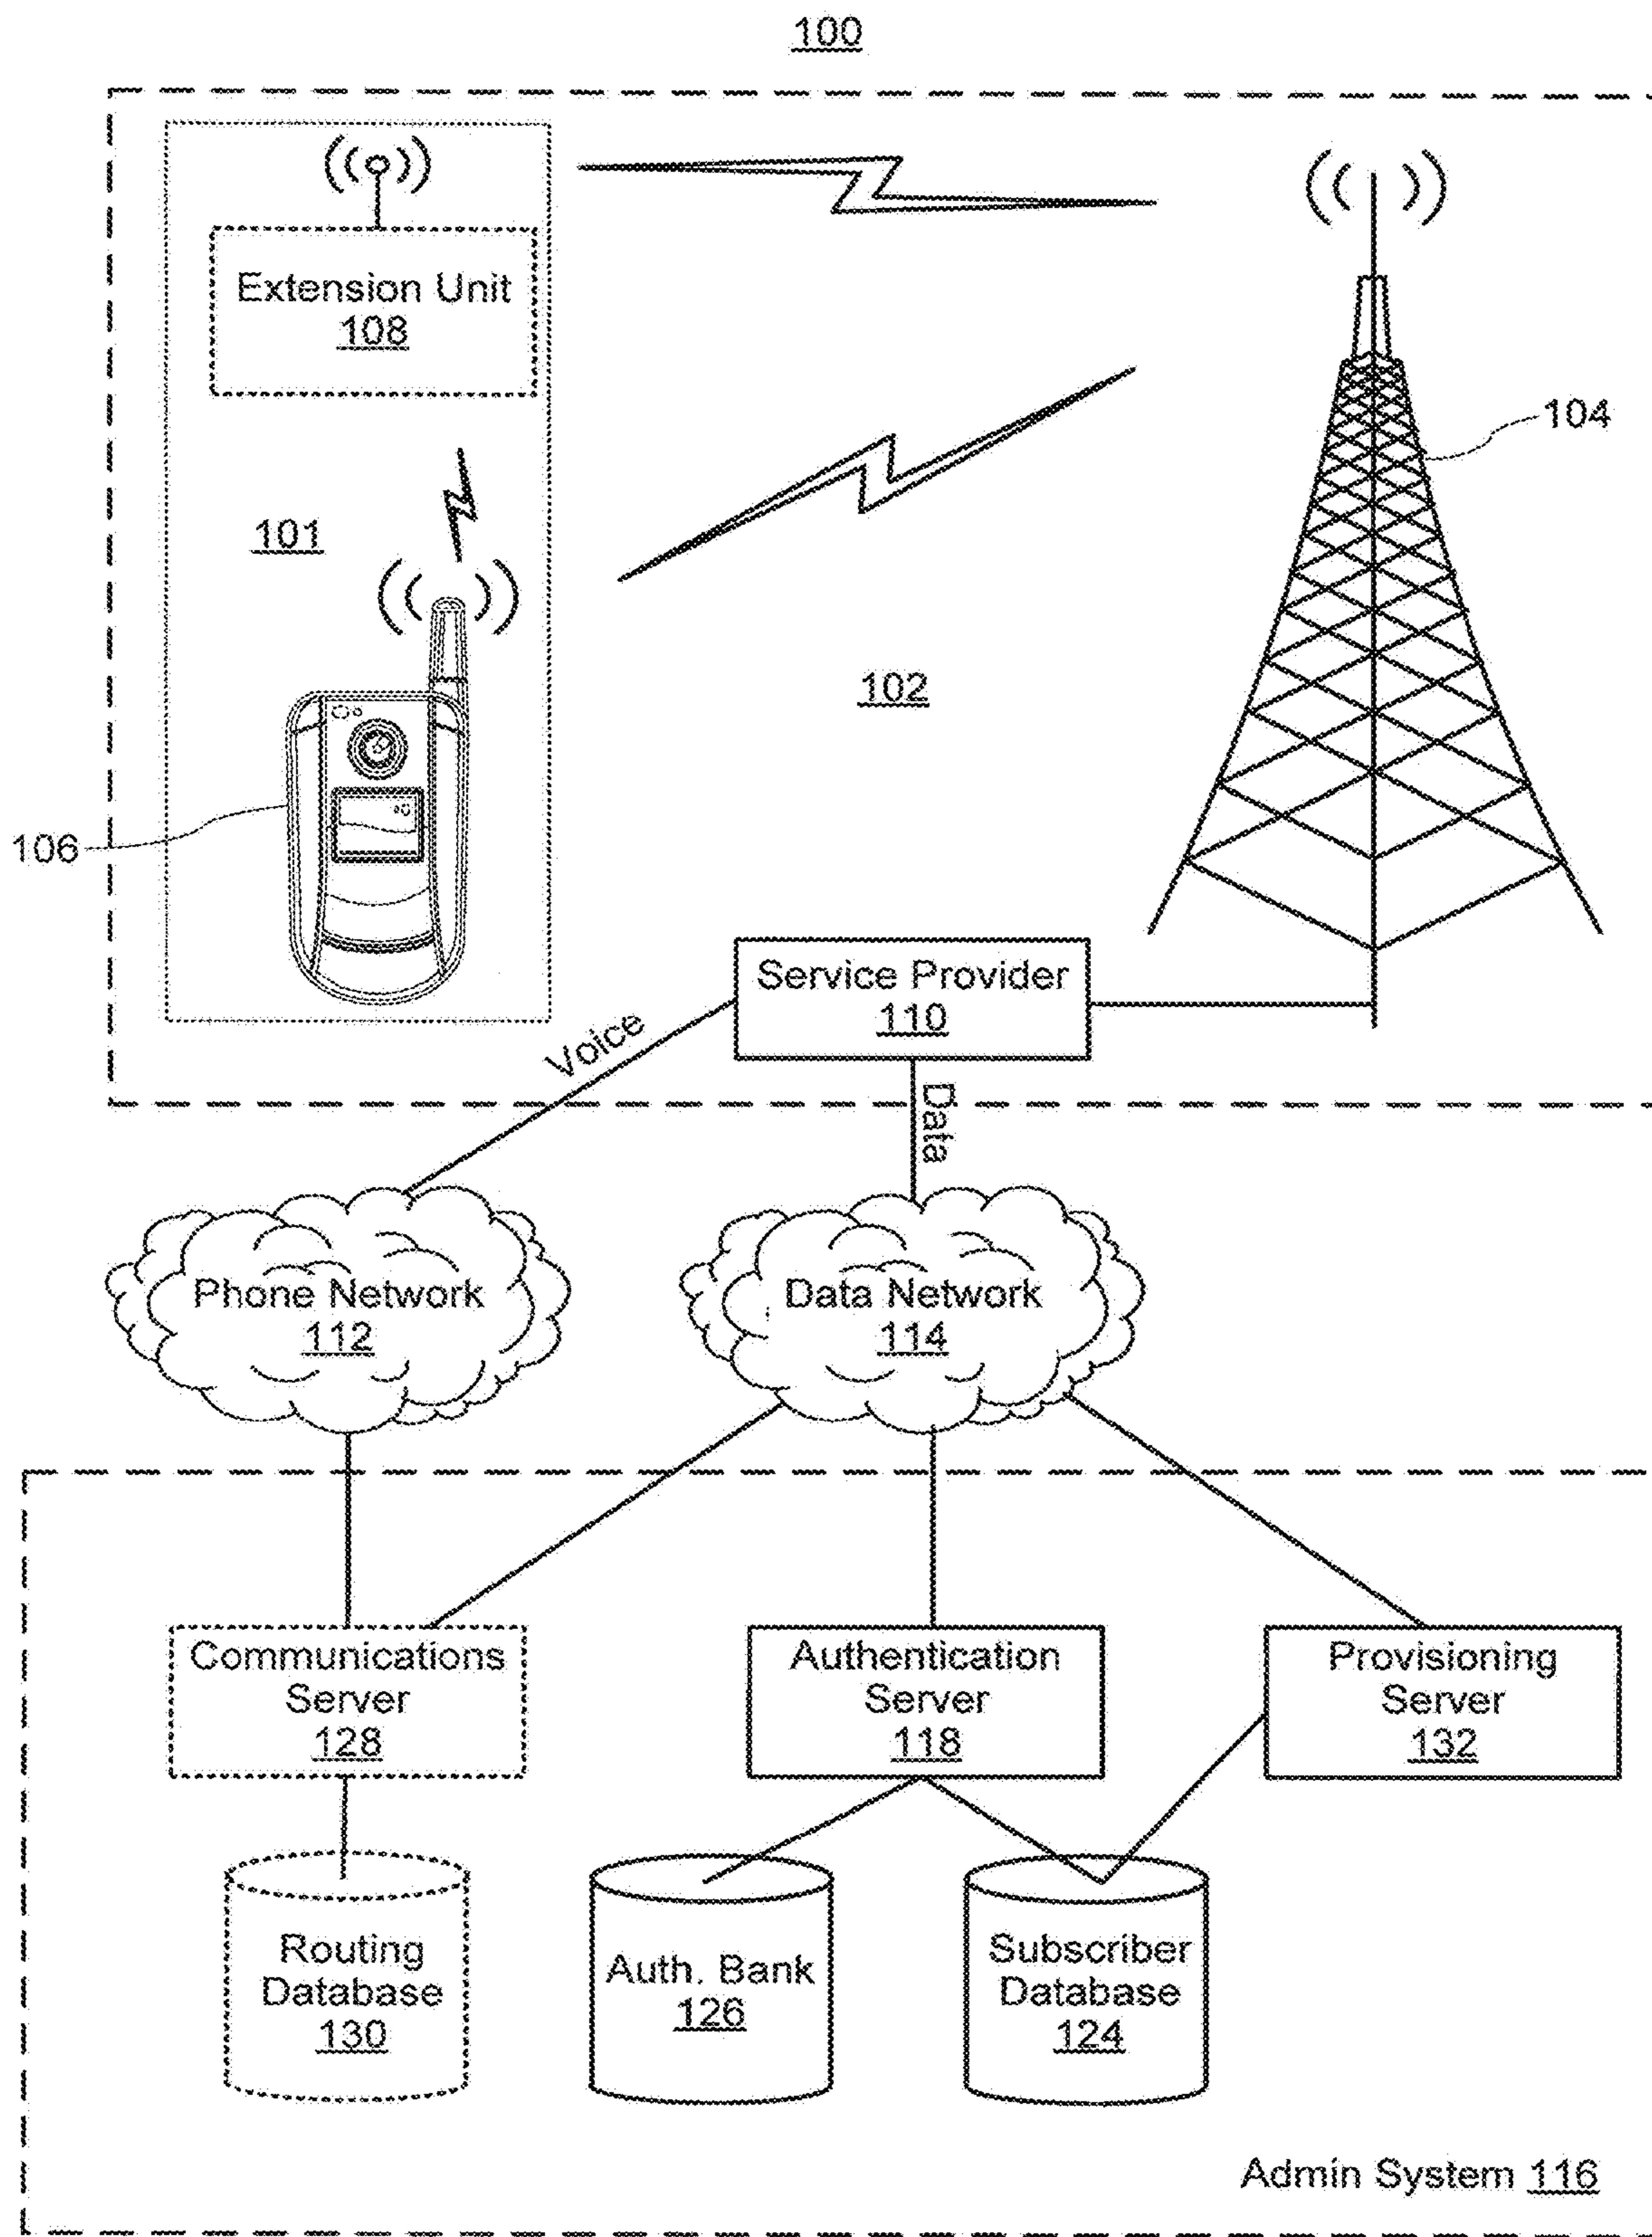 100
Extension Unit
108
104
101
102
106
Service Provider
110
Voice
Data
Phone Network
112
Data Network
114
Communications
Server
128
Authentication
Server
118
Provisioning
Server
132
Routing
Database
130
Auth. Bank
126
Subscriber
Database
124
Admin System 116